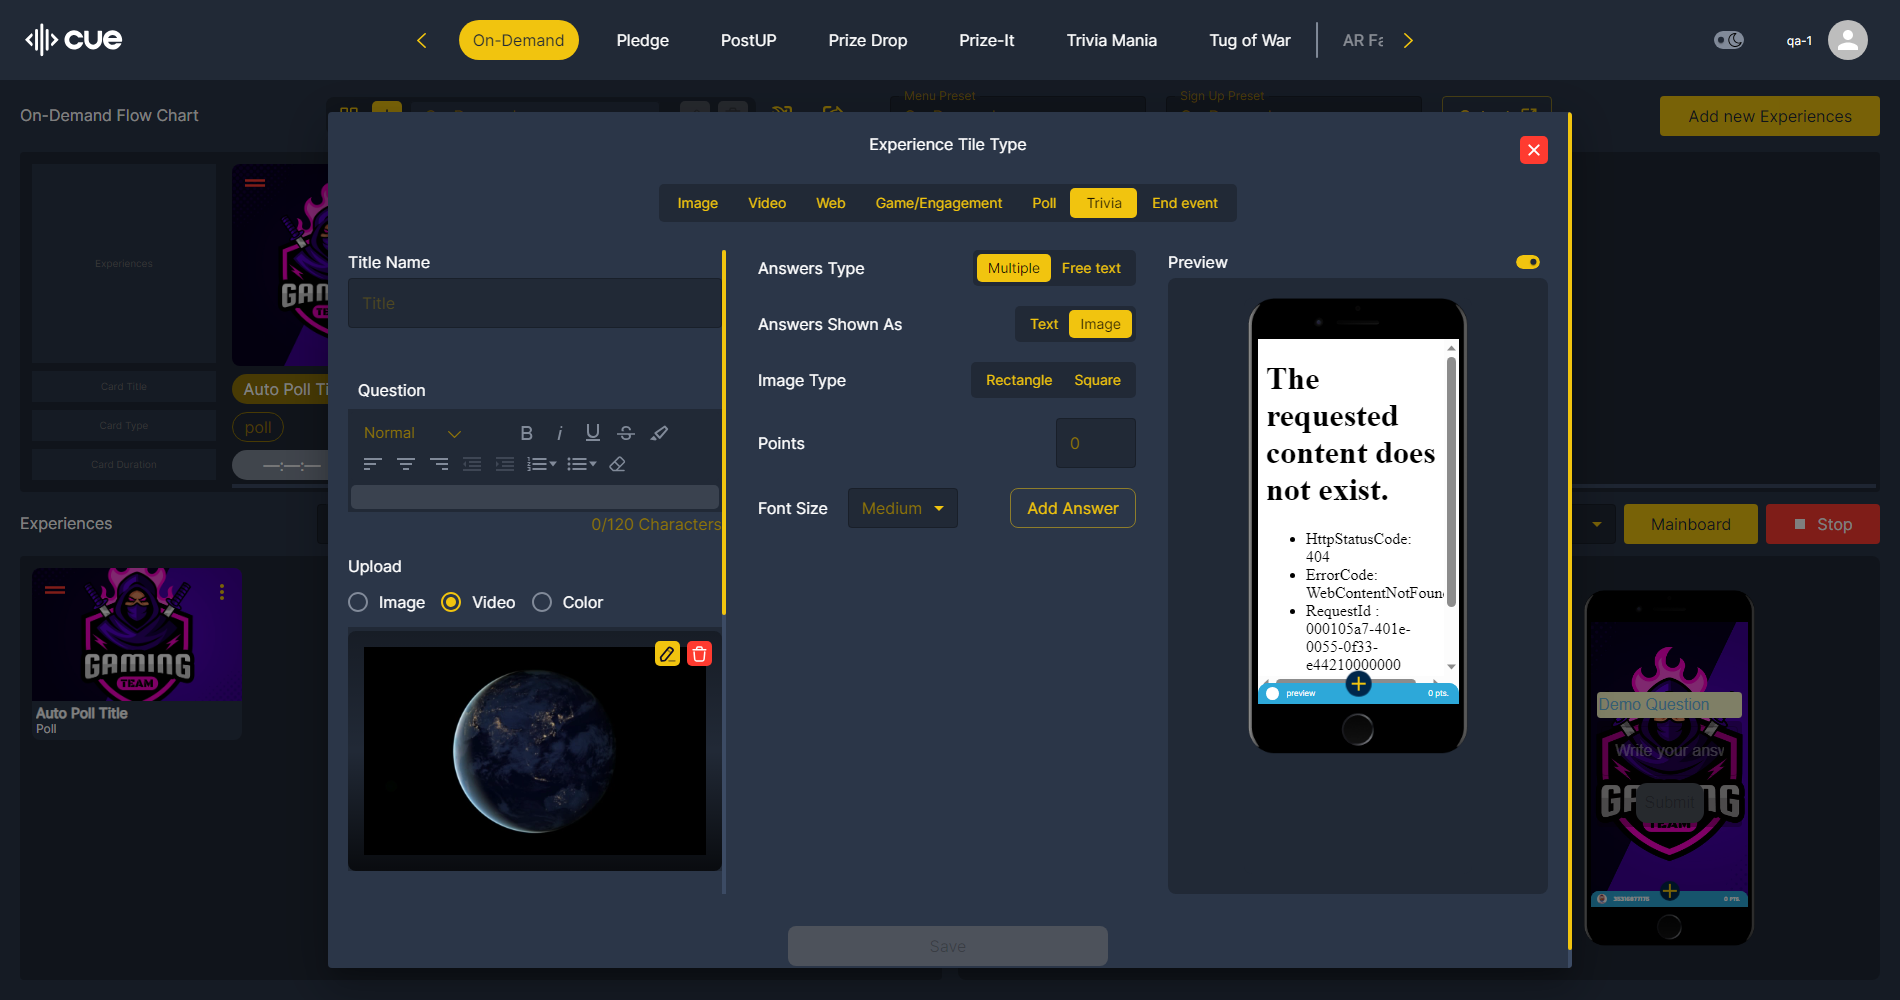 cue
On-Demand
Pledge
PostUP
Prize Drop
Prize-It
Trivia Mania
Tug of War
AR Fa
qa-1
On-Demand Flow Chart
Menu Preset
Sign Up Preset
Add new Experiences
Experience Tile Type
Image
Video
Web
Game/Engagement
Poll
Trivia
End event
Experiences
Card Title
Card Type
Card Duration
Auto Poll Ti
poll
—:—:—
Title Name
Title
Question
Normal
0/120 Characters
Upload
Image
Video
Color
Answers Type
Multiple
Free text
Answers Shown As
Text
Image
Image Type
Rectangle
Square
Points
0
Font Size
Medium
Add Answer
Preview
The
requested
content does
not exist.
HttpStatusCode:
404
ErrorCode:
WebContentNotFoun
RequestId :
000105a7-401e-
0055-0f33-
e44210000000
preview
0 pts.
Save
Experiences
GAMING
TEAM
Auto Poll Title
Poll
Mainboard
Stop
Demo Question
Write your answ
Submit
TEAM
0 PTS.